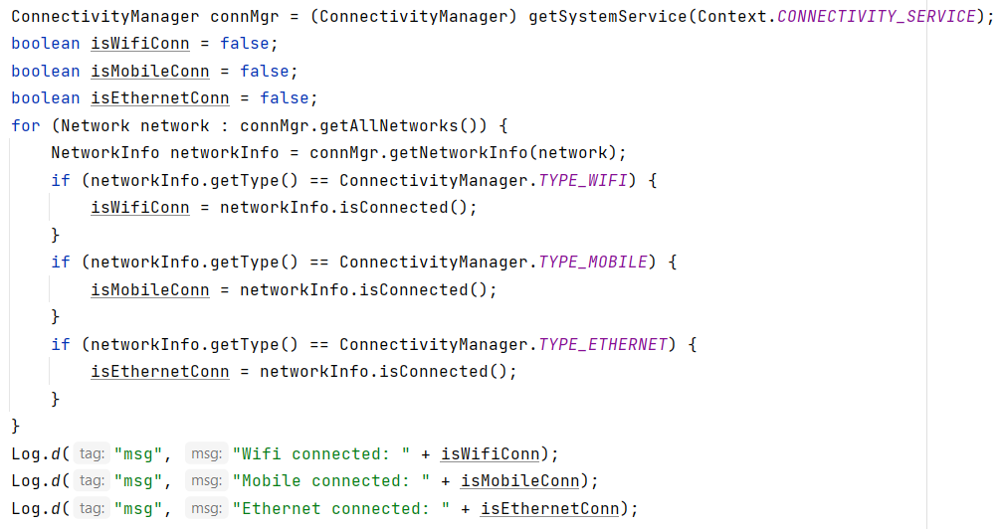 ConnectivityManager connMgr = (ConnectivityManager) getSystemService(Context.CONNECTIVITY_SERVICE);
boolean isWifiConn = false;
boolean isMobileConn = false;
boolean isEthernetConn = false;
for (Network network : connMgr.getAllNetworks()) {
    NetworkInfo networkInfo = connMgr.getNetworkInfo(network);
    if (networkInfo.getType() == ConnectivityManager.TYPE_WIFI) {
        isWifiConn = networkInfo.isConnected();
    }
    if (networkInfo.getType() == ConnectivityManager.TYPE_MOBILE) {
        isMobileConn = networkInfo.isConnected();
    }
    if (networkInfo.getType() == ConnectivityManager.TYPE_ETHERNET) {
        isEthernetConn = networkInfo.isConnected();
    }
}
Log.d( tag: "msg", msg: "Wifi connected: " + isWifiConn);
Log.d( tag: "msg", msg: "Mobile connected: " + isMobileConn);
Log.d( tag: "msg", msg: "Ethernet connected: " + isEthernetConn);